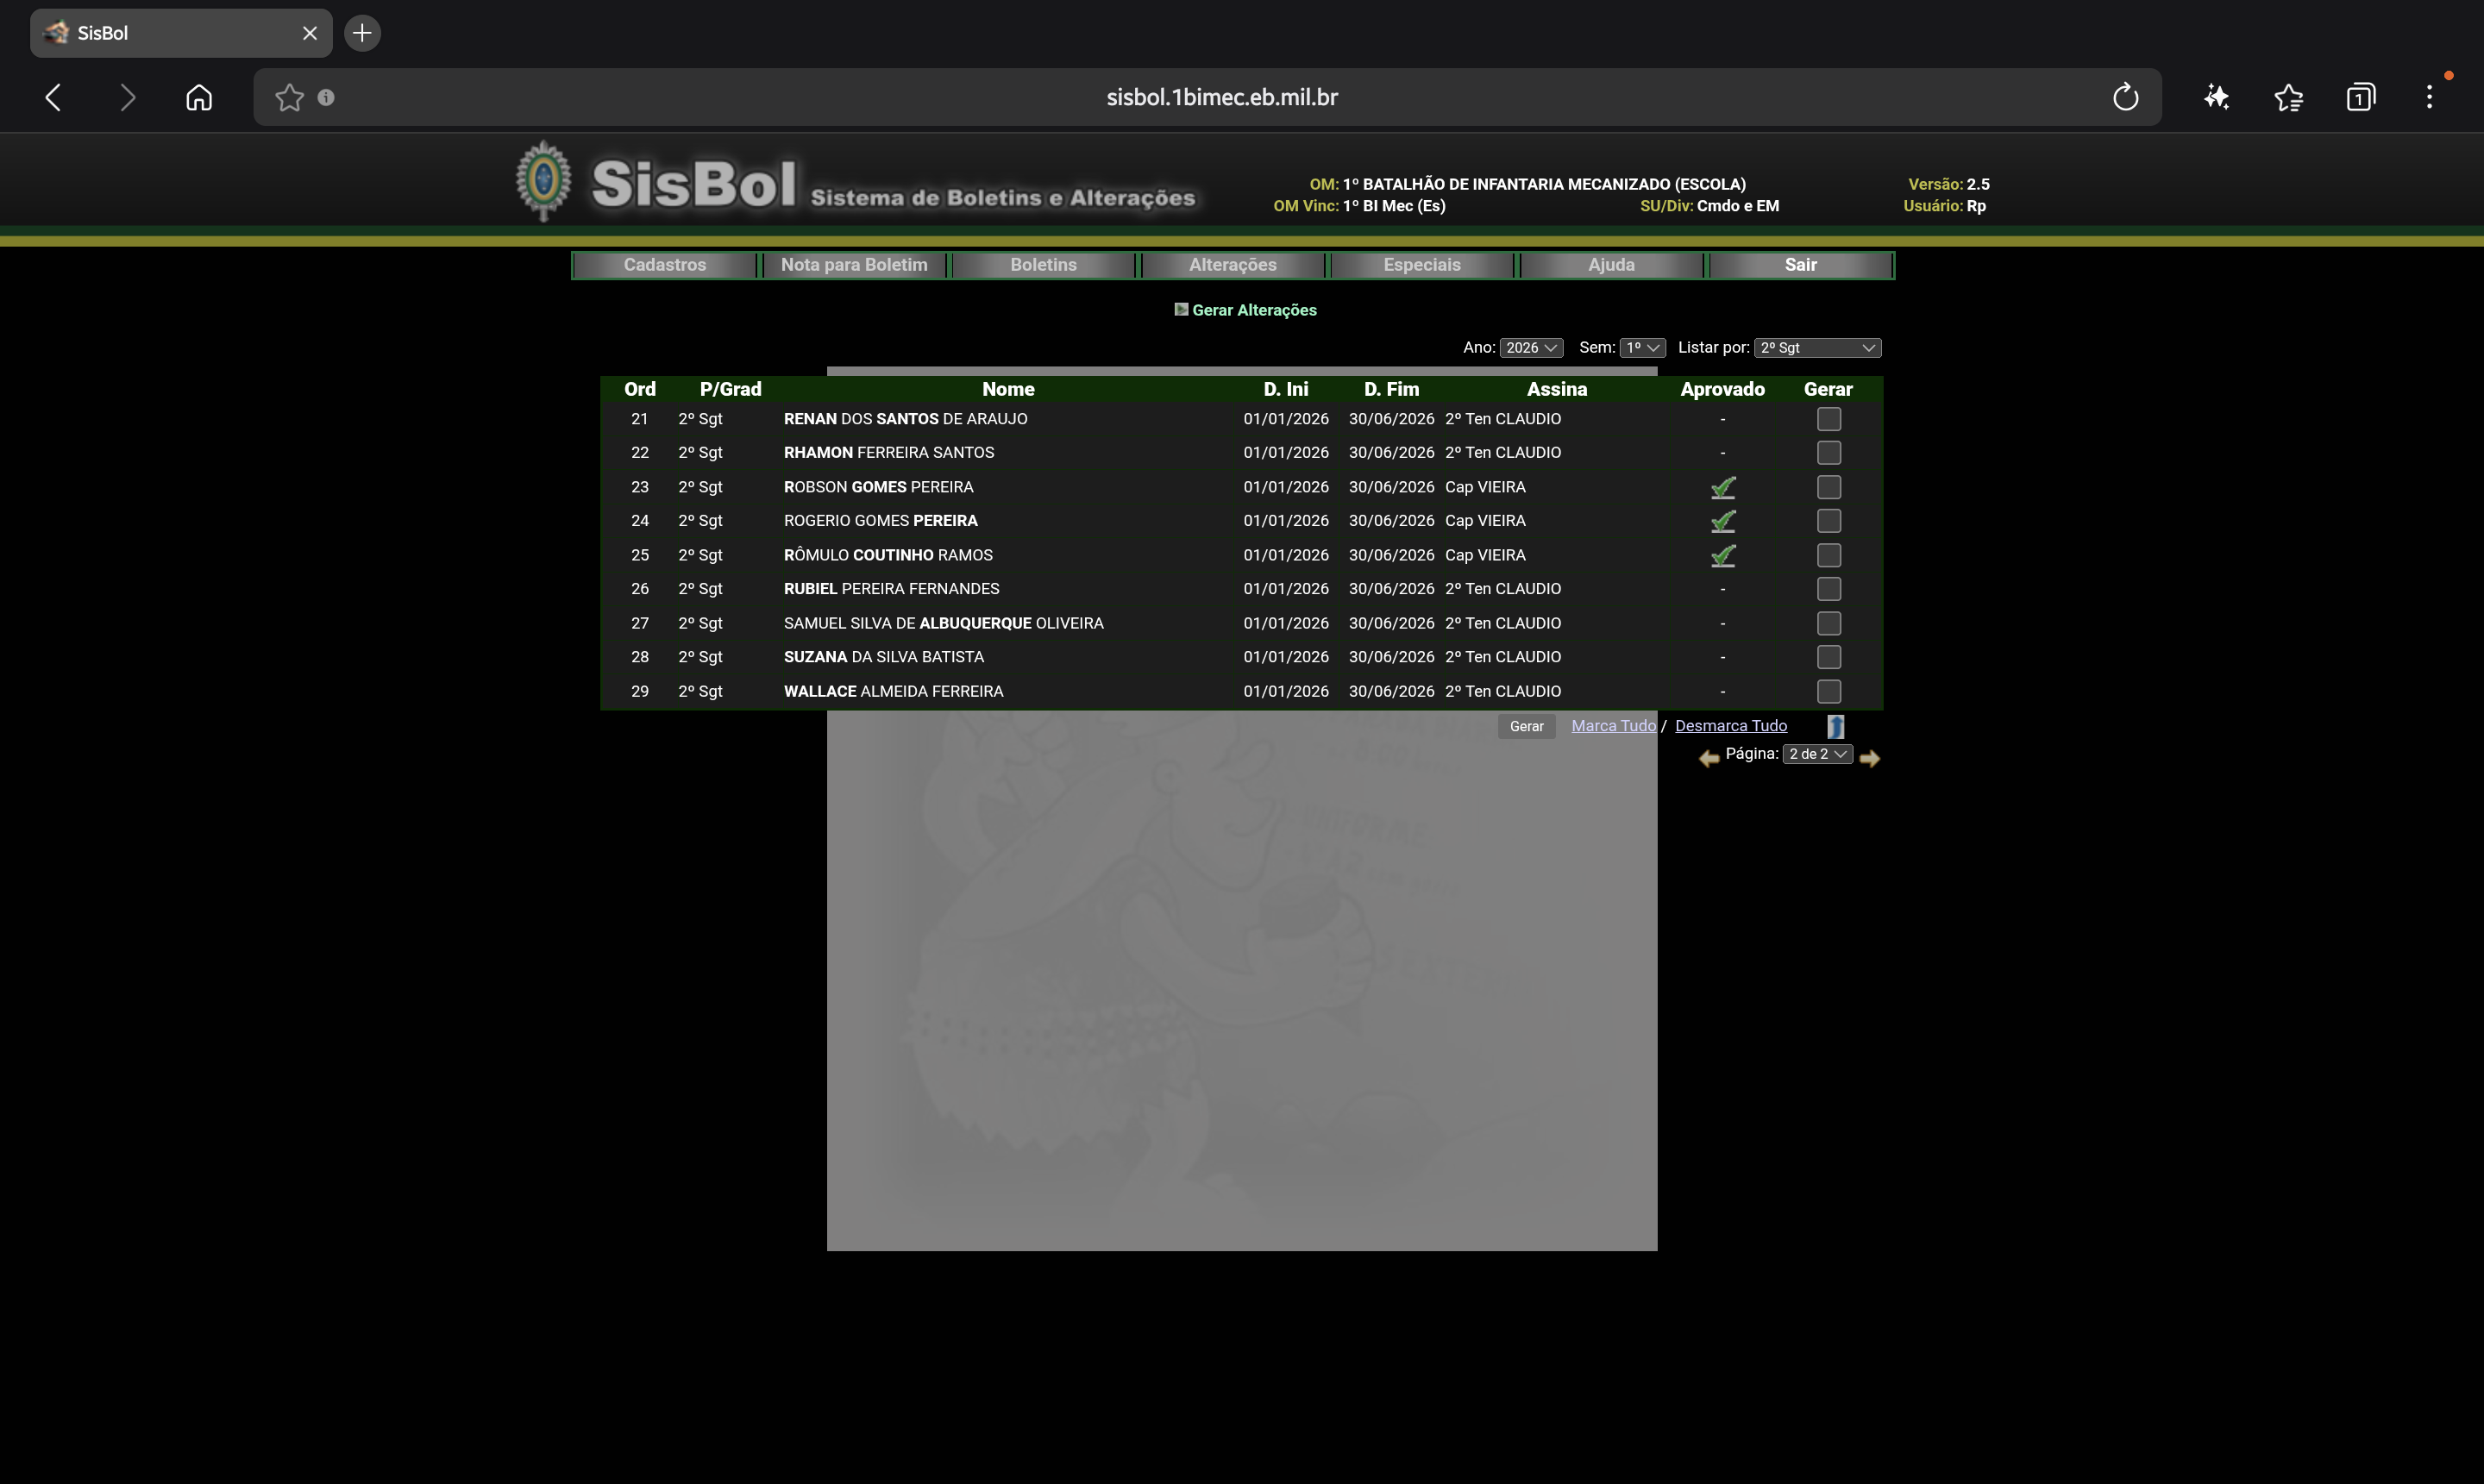 SisBol
sisbol.1bimec.eb.mil.br
1
SisBol Sistema de Boletins e Alterações
OM: 1º BATALHÃO DE INFANTARIA MECANIZADO (ESCOLA) Versão: 2.5
OM Vinc: 1º BI Mec (Es) SU/Div: Cmdo e EM Usuário: Rp
Cadastros Nota para Boletim Boletins Alterações Especiais Ajuda Sair
Gerar Alterações
Ano: 2026 Sem: 1º Listar por: 2º Sgt
Ord P/Grad Nome D. Ini D. Fim Assina Aprovado Gerar
21 2º Sgt RENAN DOS SANTOS DE ARAUJO 01/01/2026 30/06/2026 2º Ten CLAUDIO -
22 2º Sgt RHAMON FERREIRA SANTOS 01/01/2026 30/06/2026 2º Ten CLAUDIO -
23 2º Sgt ROBSON GOMES PEREIRA 01/01/2026 30/06/2026 Cap VIEIRA
24 2º Sgt ROGERIO GOMES PEREIRA 01/01/2026 30/06/2026 Cap VIEIRA
25 2º Sgt RÔMULO COUTINHO RAMOS 01/01/2026 30/06/2026 Cap VIEIRA
26 2º Sgt RUBIEL PEREIRA FERNANDES 01/01/2026 30/06/2026 2º Ten CLAUDIO -
27 2º Sgt SAMUEL SILVA DE ALBUQUERQUE OLIVEIRA 01/01/2026 30/06/2026 2º Ten CLAUDIO -
28 2º Sgt SUZANA DA SILVA BATISTA 01/01/2026 30/06/2026 2º Ten CLAUDIO -
29 2º Sgt WALLACE ALMEIDA FERREIRA 01/01/2026 30/06/2026 2º Ten CLAUDIO -
Gerar Marca Tudo / Desmarca Tudo
Página: 2 de 2